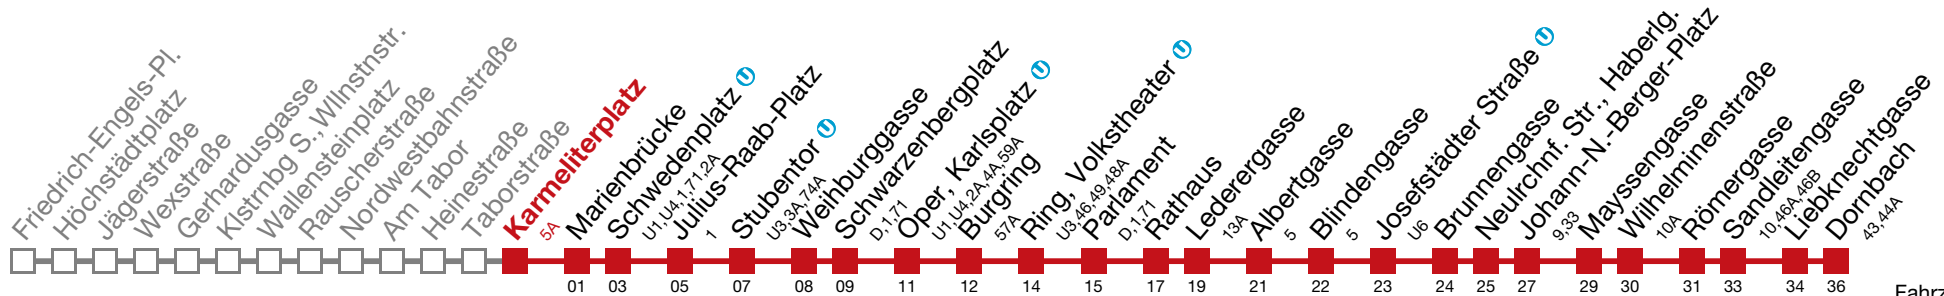 Friedrich-Engels-Pl.
Höchstädtplatz
Jägerstraße
Wexstraße
Gerhardusgasse
Klstrnbg S.,Wllnstnstr.
Wallensteinplatz
Rauscherstraße
Nordwestbahnstraße
Am Tabor
Heinestraße
Taborstraße
Karmeliterplatz
5A
Marienbrücke
Schwedenplatz U
U1,U4,1,71,2A
Julius-Raab-Platz
1
Stubentor U
U3,3A,74A
Weihburggasse
Schwarzenbergplatz
D,1,71
Oper, Karlsplatz U
U1,U4,2A,4A,59A
Burgring
57A
Ring, Volkstheater U
U3,46,49,48A
Parlament
D,1,71
Rathaus
Lederergasse
13A
Albertgasse
5
Blindengasse
5
Josefstädter Straße U
U6
Brunnengasse
Neulrchnf. Str., Haberlg.
Johann-N.-Berger-Platz
9,33
Mayssengasse
Wilhelminenstraße
10A
Römergasse
Sandleitengasse
10,46A,46B
Liebknechtgasse
Dornbach
43,44A
01 03 05 07 08 09 11 12 14 15 17 19 21 22 23 24 25 27 29 30 31 33 34 36